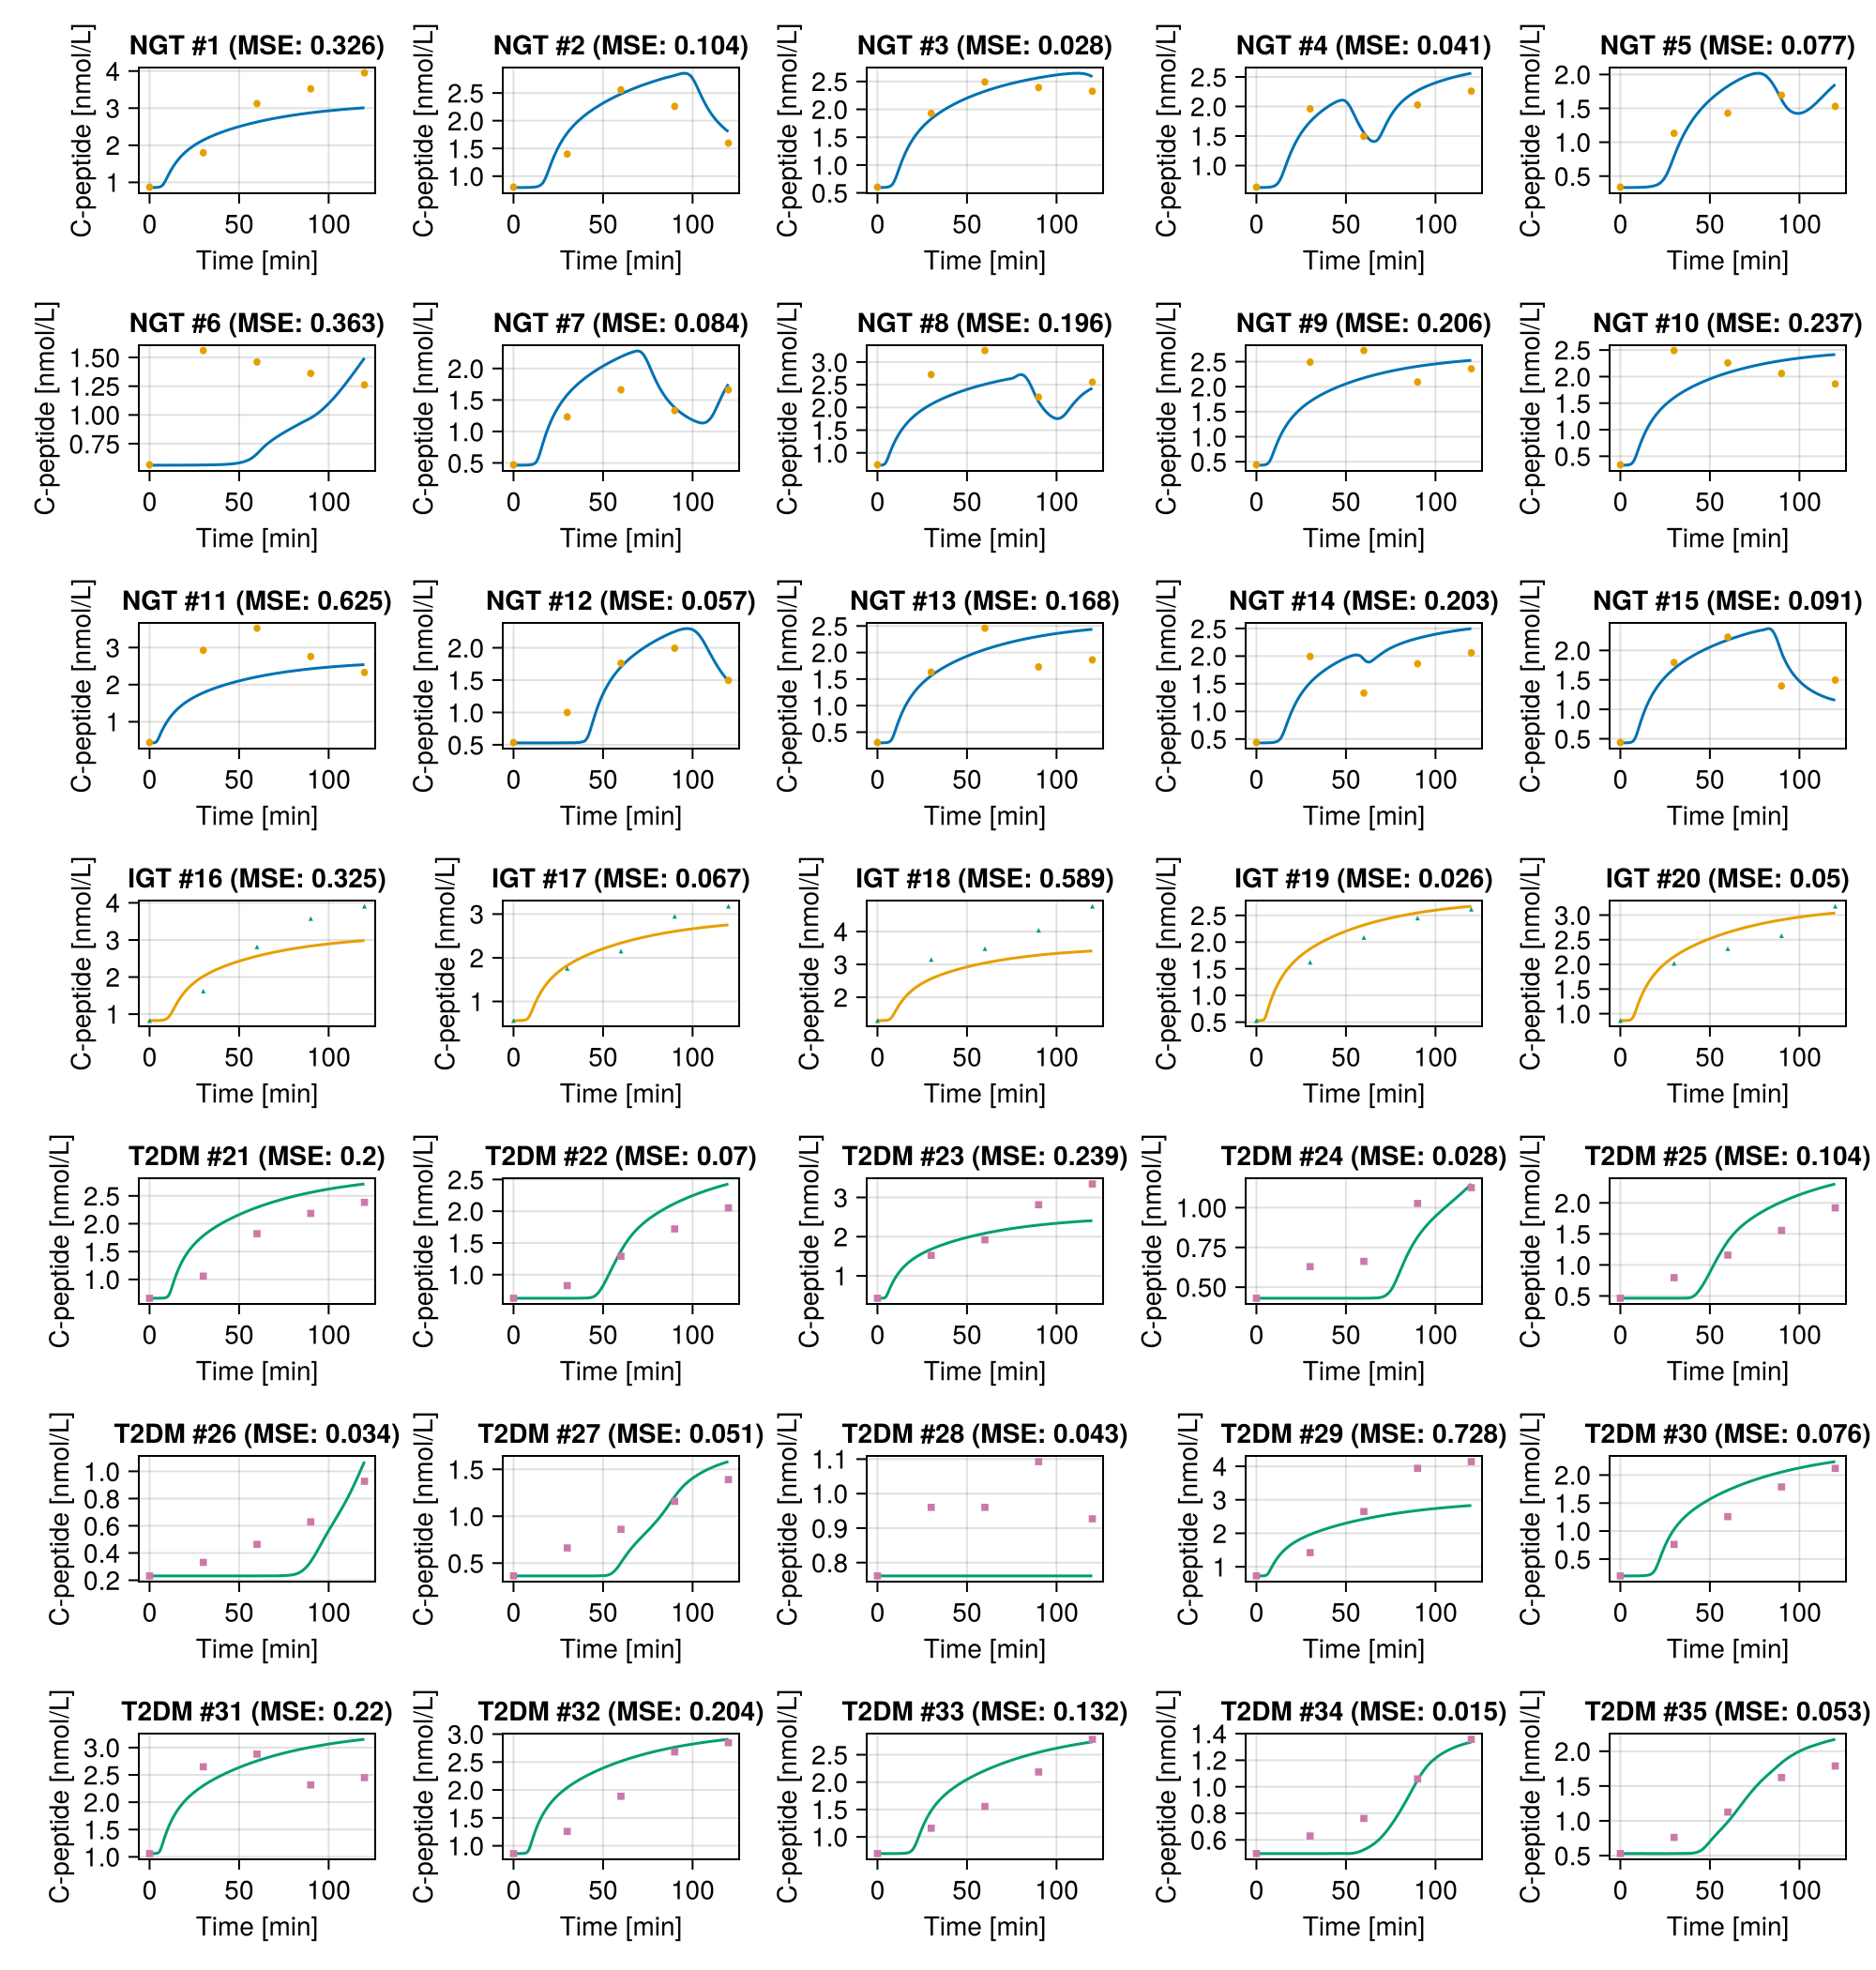 NGT #1 (MSE: 0.326)
C-peptide [nmol/L]
4
3
2
1
0 50 100
Time [min]
NGT #2 (MSE: 0.104)
C-peptide [nmol/L]
2.5
2.0
1.5
1.0
0 50 100
Time [min]
NGT #3 (MSE: 0.028)
C-peptide [nmol/L]
2.5
2.0
1.5
1.0
0.5
0 50 100
Time [min]
NGT #4 (MSE: 0.041)
C-peptide [nmol/L]
2.5
2.0
1.5
1.0
0 50 100
Time [min]
NGT #5 (MSE: 0.077)
C-peptide [nmol/L]
2.0
1.5
1.0
0.5
0 50 100
Time [min]
NGT #6 (MSE: 0.363)
C-peptide [nmol/L]
1.50
1.25
1.00
0.75
0 50 100
Time [min]
NGT #7 (MSE: 0.084)
C-peptide [nmol/L]
2.0
1.5
1.0
0.5
0 50 100
Time [min]
NGT #8 (MSE: 0.196)
C-peptide [nmol/L]
3.0
2.5
2.0
1.5
1.0
0 50 100
Time [min]
NGT #9 (MSE: 0.206)
C-peptide [nmol/L]
2.5
2.0
1.5
1.0
0.5
0 50 100
Time [min]
NGT #10 (MSE: 0.237)
C-peptide [nmol/L]
2.5
2.0
1.5
1.0
0.5
0 50 100
Time [min]
NGT #11 (MSE: 0.625)
C-peptide [nmol/L]
3
2
1
0 50 100
Time [min]
NGT #12 (MSE: 0.057)
C-peptide [nmol/L]
2.0
1.5
1.0
0.5
0 50 100
Time [min]
NGT #13 (MSE: 0.168)
C-peptide [nmol/L]
2.5
2.0
1.5
1.0
0.5
0 50 100
Time [min]
NGT #14 (MSE: 0.203)
C-peptide [nmol/L]
2.5
2.0
1.5
1.0
0.5
0 50 100
Time [min]
NGT #15 (MSE: 0.091)
C-peptide [nmol/L]
2.0
1.5
1.0
0.5
0 50 100
Time [min]
IGT #16 (MSE: 0.325)
C-peptide [nmol/L]
4
3
2
1
0 50 100
Time [min]
IGT #17 (MSE: 0.067)
C-peptide [nmol/L]
3
2
1
0 50 100
Time [min]
IGT #18 (MSE: 0.589)
C-peptide [nmol/L]
4
3
2
0 50 100
Time [min]
IGT #19 (MSE: 0.026)
C-peptide [nmol/L]
2.5
2.0
1.5
1.0
0.5
0 50 100
Time [min]
IGT #20 (MSE: 0.05)
C-peptide [nmol/L]
3.0
2.5
2.0
1.5
1.0
0 50 100
Time [min]
T2DM #21 (MSE: 0.2)
C-peptide [nmol/L]
2.5
2.0
1.5
1.0
0 50 100
Time [min]
T2DM #22 (MSE: 0.07)
C-peptide [nmol/L]
2.5
2.0
1.5
1.0
0 50 100
Time [min]
T2DM #23 (MSE: 0.239)
C-peptide [nmol/L]
3
2
1
0 50 100
Time [min]
T2DM #24 (MSE: 0.028)
C-peptide [nmol/L]
1.00
0.75
0.50
0 50 100
Time [min]
T2DM #25 (MSE: 0.104)
C-peptide [nmol/L]
2.0
1.5
1.0
0.5
0 50 100
Time [min]
T2DM #26 (MSE: 0.034)
C-peptide [nmol/L]
1.0
0.8
0.6
0.4
0.2
0 50 100
Time [min]
T2DM #27 (MSE: 0.051)
C-peptide [nmol/L]
1.5
1.0
0.5
0 50 100
Time [min]
T2DM #28 (MSE: 0.043)
C-peptide [nmol/L]
1.1
1.0
0.9
0.8
0 50 100
Time [min]
T2DM #29 (MSE: 0.728)
C-peptide [nmol/L]
4
3
2
1
0 50 100
Time [min]
T2DM #30 (MSE: 0.076)
C-peptide [nmol/L]
2.0
1.5
1.0
0.5
0 50 100
Time [min]
T2DM #31 (MSE: 0.22)
C-peptide [nmol/L]
3.0
2.5
2.0
1.5
1.0
0 50 100
Time [min]
T2DM #32 (MSE: 0.204)
C-peptide [nmol/L]
3.0
2.5
2.0
1.5
1.0
0 50 100
Time [min]
T2DM #33 (MSE: 0.132)
C-peptide [nmol/L]
2.5
2.0
1.5
1.0
0 50 100
Time [min]
T2DM #34 (MSE: 0.015)
C-peptide [nmol/L]
1.4
1.2
1.0
0.8
0.6
0 50 100
Time [min]
T2DM #35 (MSE: 0.053)
C-peptide [nmol/L]
2.0
1.5
1.0
0.5
0 50 100
Time [min]